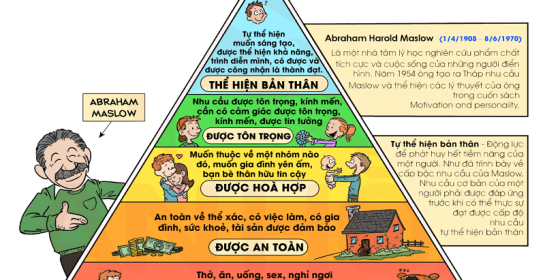 Tự thể hiện
muốn sáng tạo,
được thể hiện khả năng,
trình diễn mình, có được và
được công nhận là thành đạt.
THỂ HIỆN BẢN THÂN
Nhu cầu được tôn trọng, kính mến,
cần có cảm giác được tôn trọng,
kính mến, được tin tưởng
ĐƯỢC TÔN TRỌNG
Muốn thuộc về một nhóm nào
đó, muốn gia đình yên ấm,
bạn bè thân hữu tin cậy
ĐƯỢC HOÀ HỢP
An toàn về thể xác, có việc làm, có gia
đình, sức khoẻ, tài sản được đảm bảo
ĐƯỢC AN TOÀN
Thở, ăn, uống, sex, nghỉ ngơi
ABRAHAM
MASLOW
Abraham Harold Maslow (1/4/1908 – 8/6/1970)
Là một nhà tâm lý học nghiên cứu phẩm chất
tích cực và cuộc sống của những người điển
hình. Năm 1954 ông tạo ra Tháp nhu cầu
Maslow và thể hiện các lý thuyết của ông
trong cuốn sách
Motivation and personality.
Tự thể hiện bản thân - Động lực
để phát huy hết tiềm năng của
một người. Như đã trình bày về
cấp bậc nhu cầu của Maslow,
Nhu cầu cơ bản của một
người phải được đáp ứng
trước khi có thể thực sự
đạt được cấp độ
nhu cầu
tự thể hiện bản thân